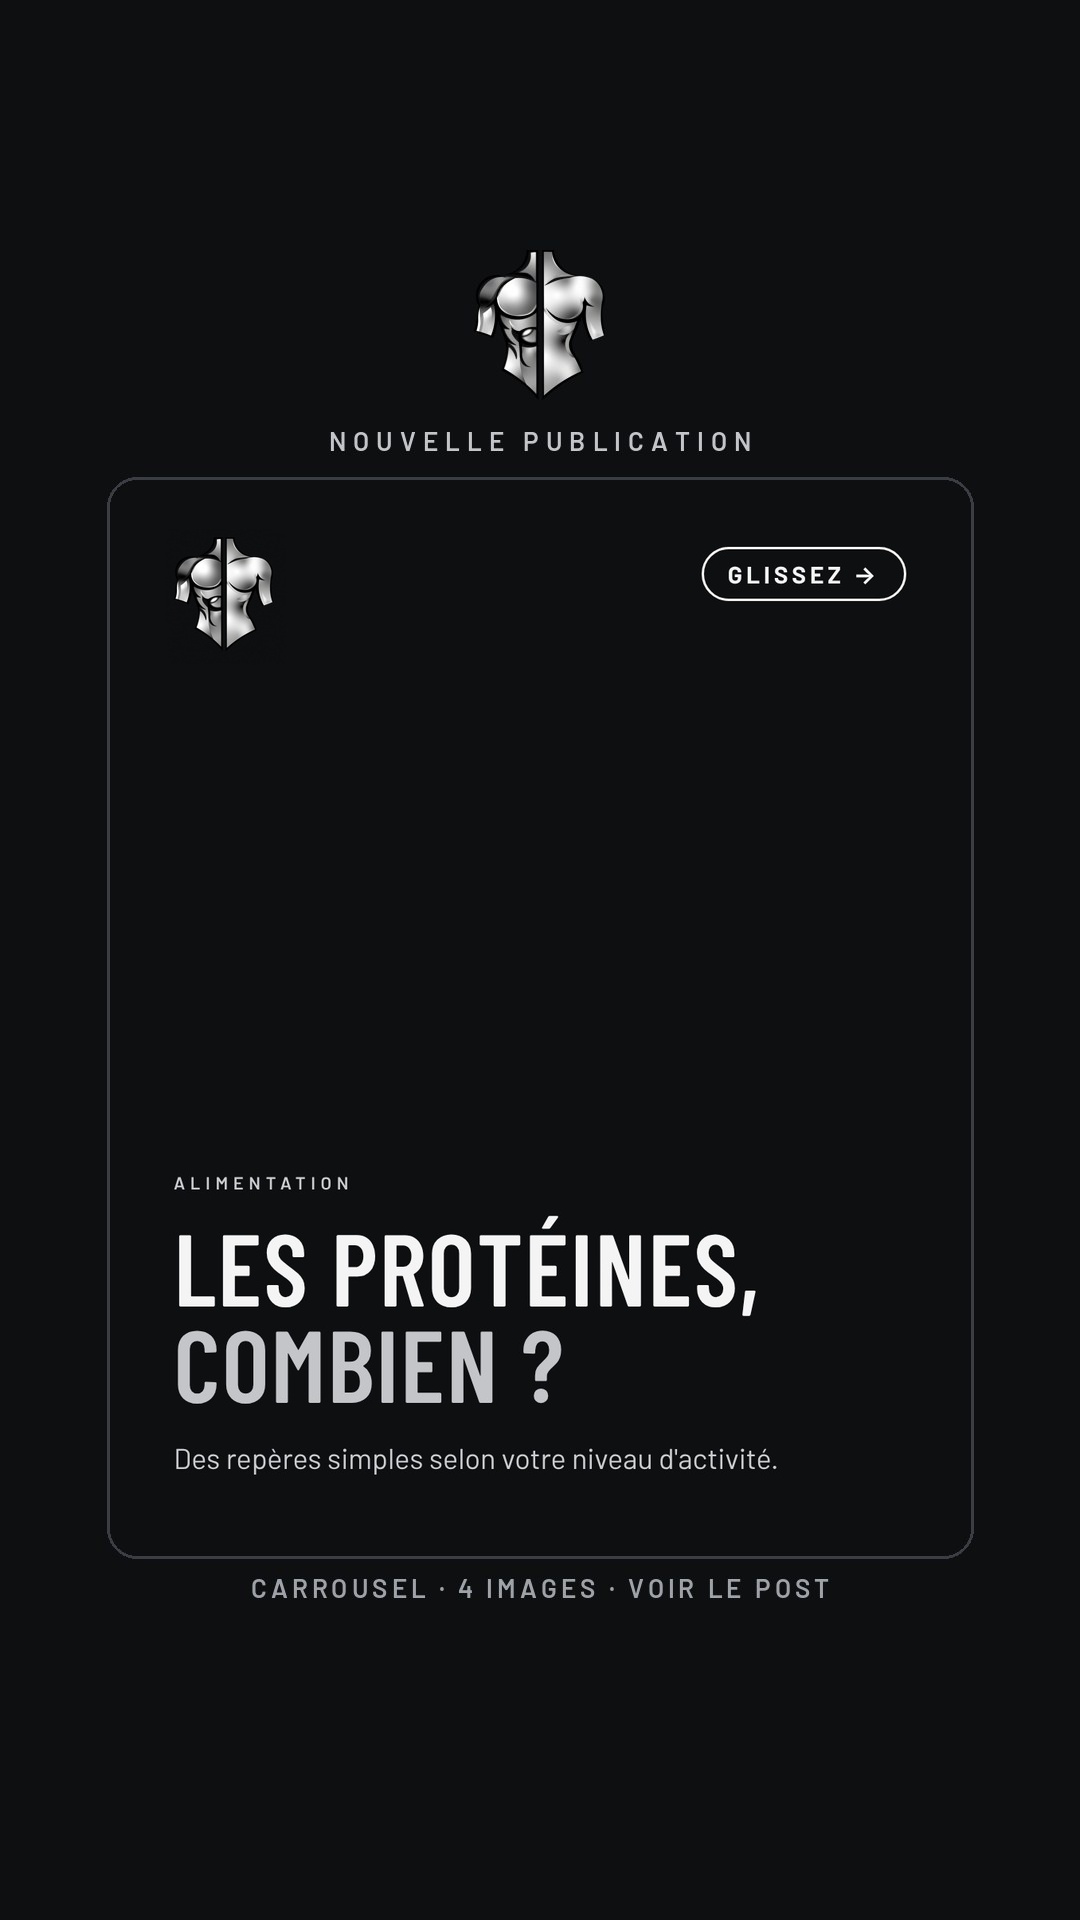 NOUVELLE PUBLICATION
GLISSEZ →
ALIMENTATION
LES PROTÉINES,
COMBIEN ?
Des repères simples selon votre niveau d'activité.
CARROUSEL · 4 IMAGES · VOIR LE POST